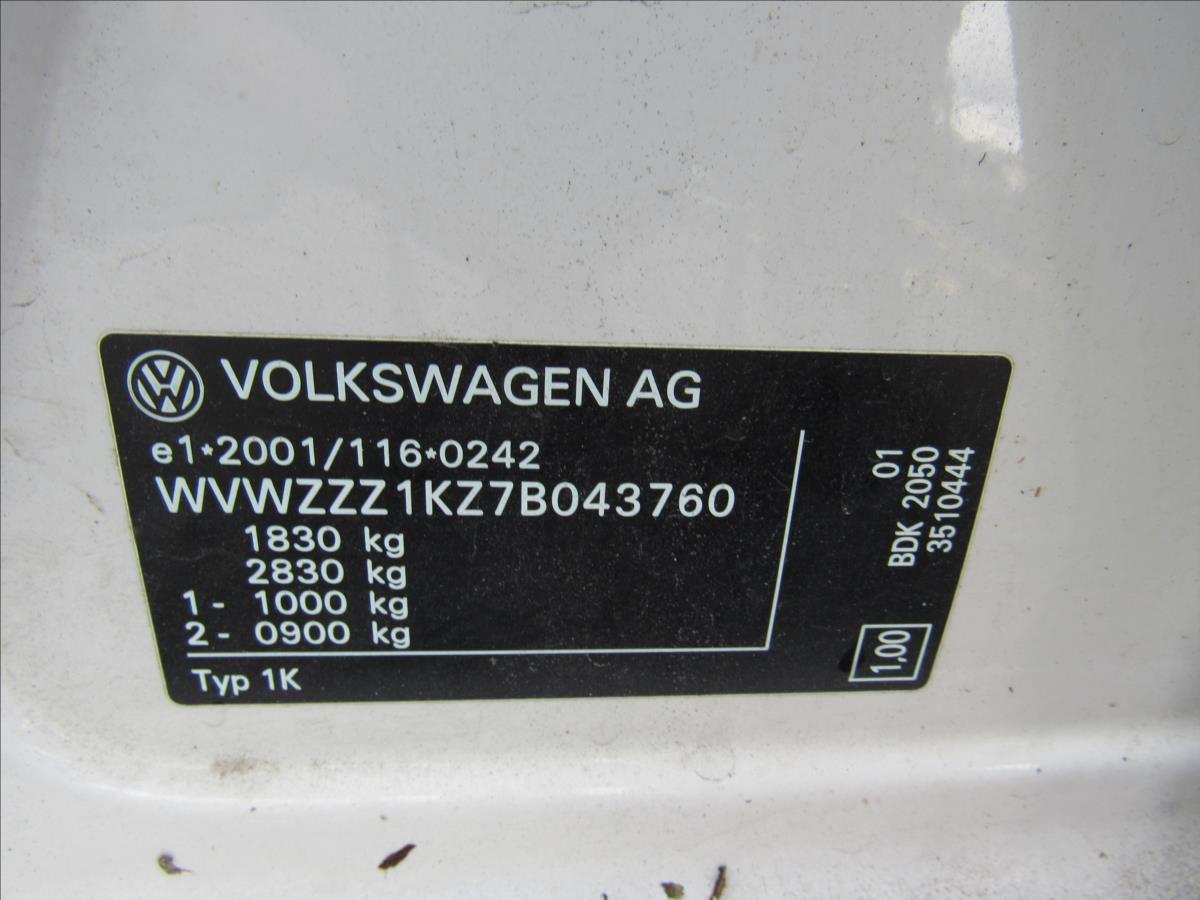 VOLKSWAGEN AG
e1*2001/116*0242
WVWZZZ1KZ7B043760
1830 kg
2830 kg
1 - 1000 kg
2 - 0900 kg
Typ 1K
01
BDK 2050
3510444
1,00